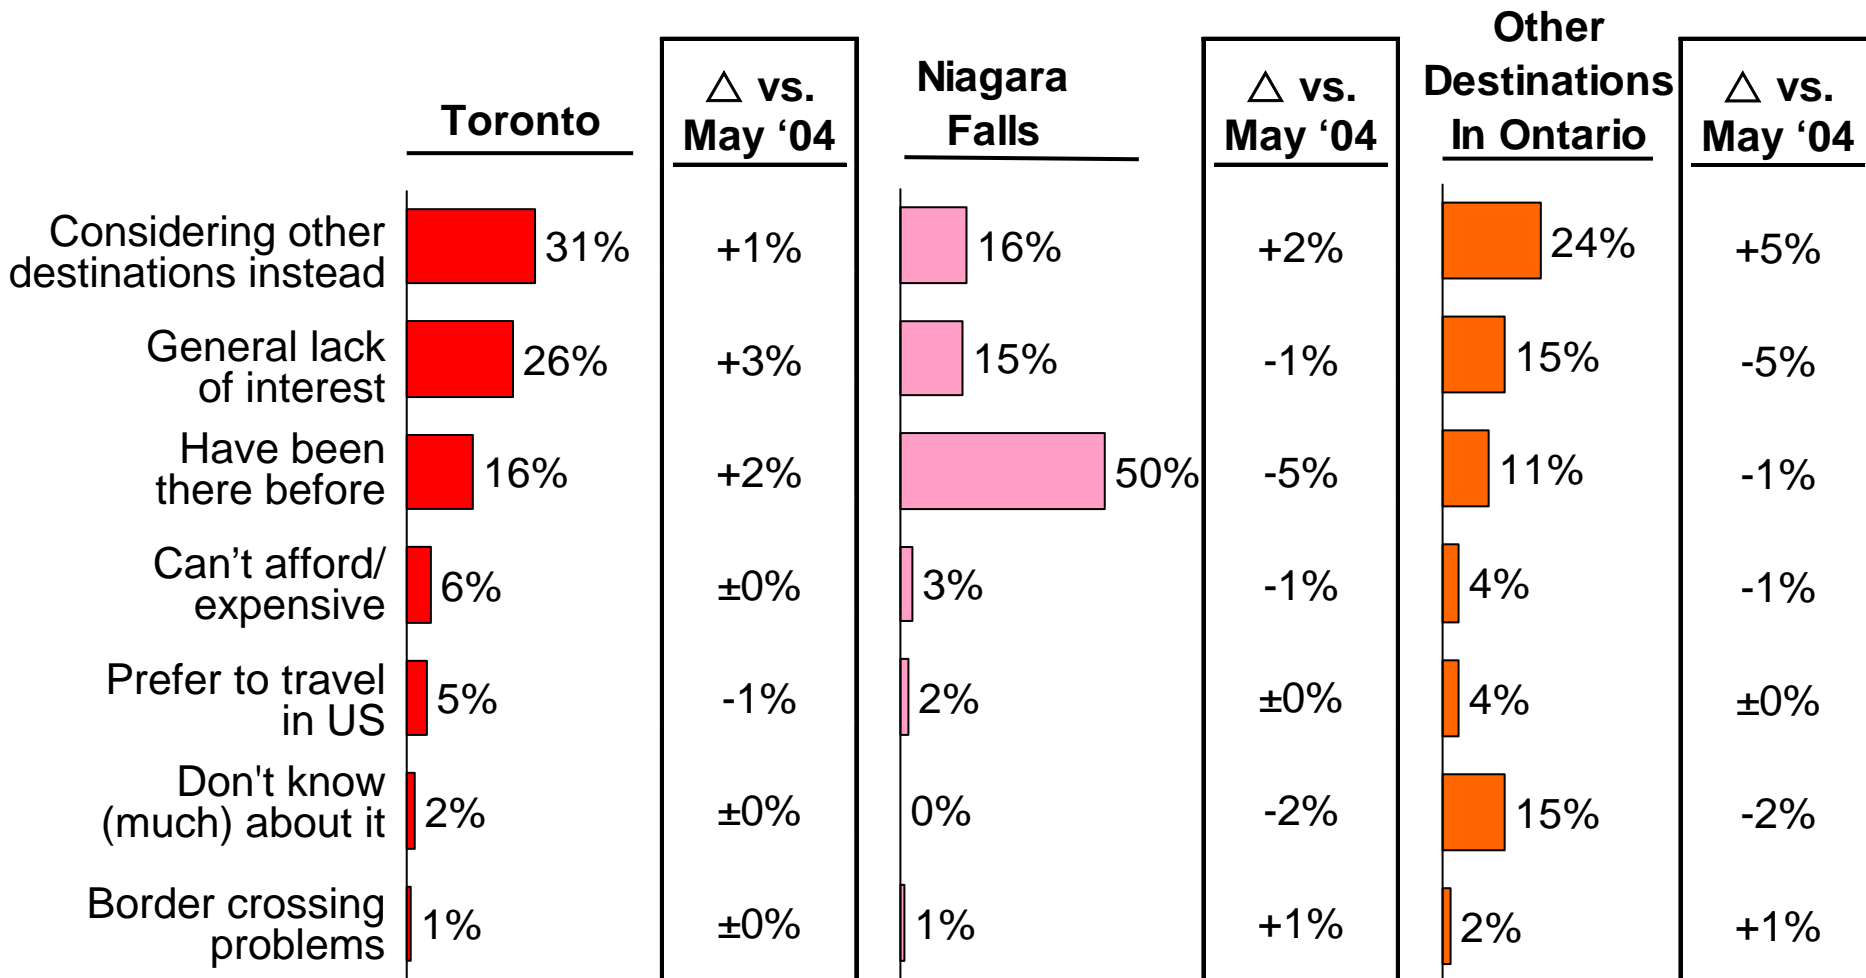 Toronto
△ vs.
May ‘04
Niagara
Falls
△ vs.
May ‘04
Other
Destinations
In Ontario
△ vs.
May ‘04
Considering other
destinations instead
31%
+1%
16%
+2%
24%
+5%
General lack
of interest
26%
+3%
15%
-1%
15%
-5%
Have been
there before
16%
+2%
50%
-5%
11%
-1%
Can’t afford/
expensive
6%
±0%
3%
-1%
4%
-1%
Prefer to travel
in US
5%
-1%
2%
±0%
4%
±0%
Don't know
(much) about it
2%
±0%
0%
-2%
15%
-2%
Border crossing
problems
1%
±0%
1%
+1%
2%
+1%